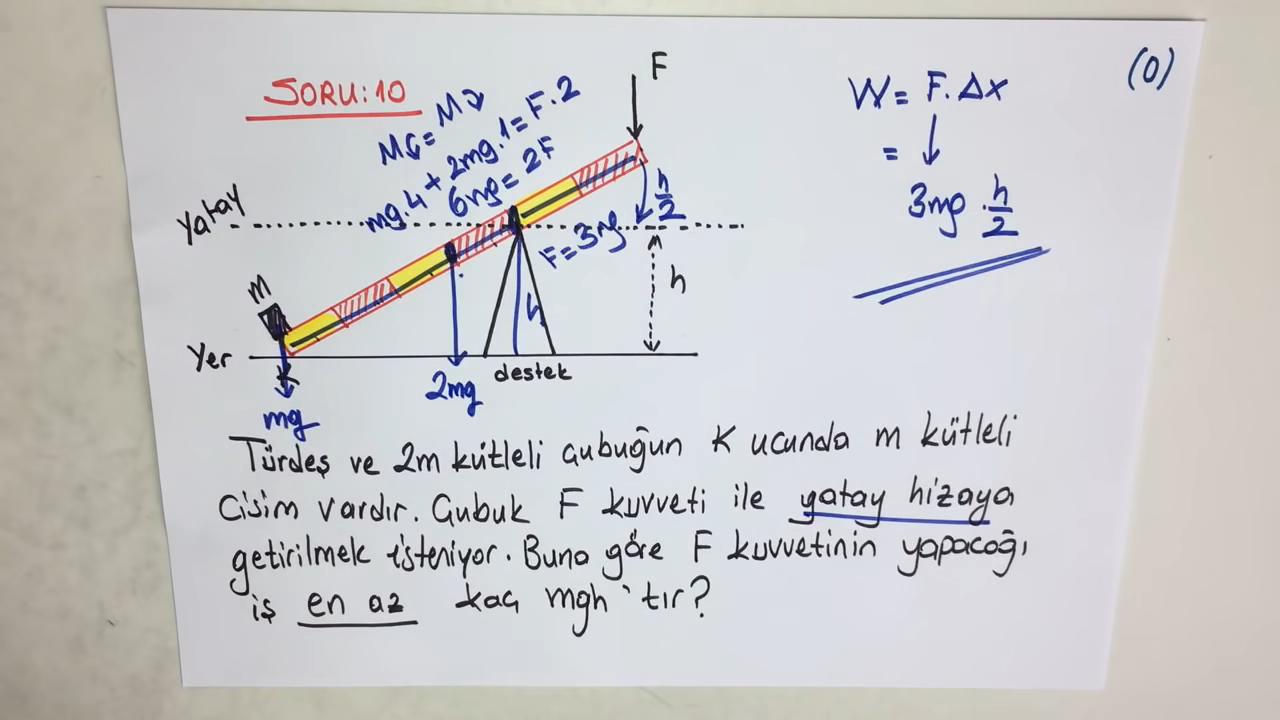 SORU:10
(0)
F
W = F.Δx
= ↓
3mg . h/2
Mↄ = Mↄ
mg.4 + 2mg.1 = F.2
6mg = 2F
F = 3mg
h/2
Yatay
h
h
m
Yer
destek
mg
2mg
Türdeş ve 2m kütleli çubuğun K ucunda m kütleli
cisim vardır. Çubuk F kuvveti ile yatay hizaya
getirilmek isteniyor. Buna göre F kuvvetinin yapacağı
iş en az kaç mgh'tır?